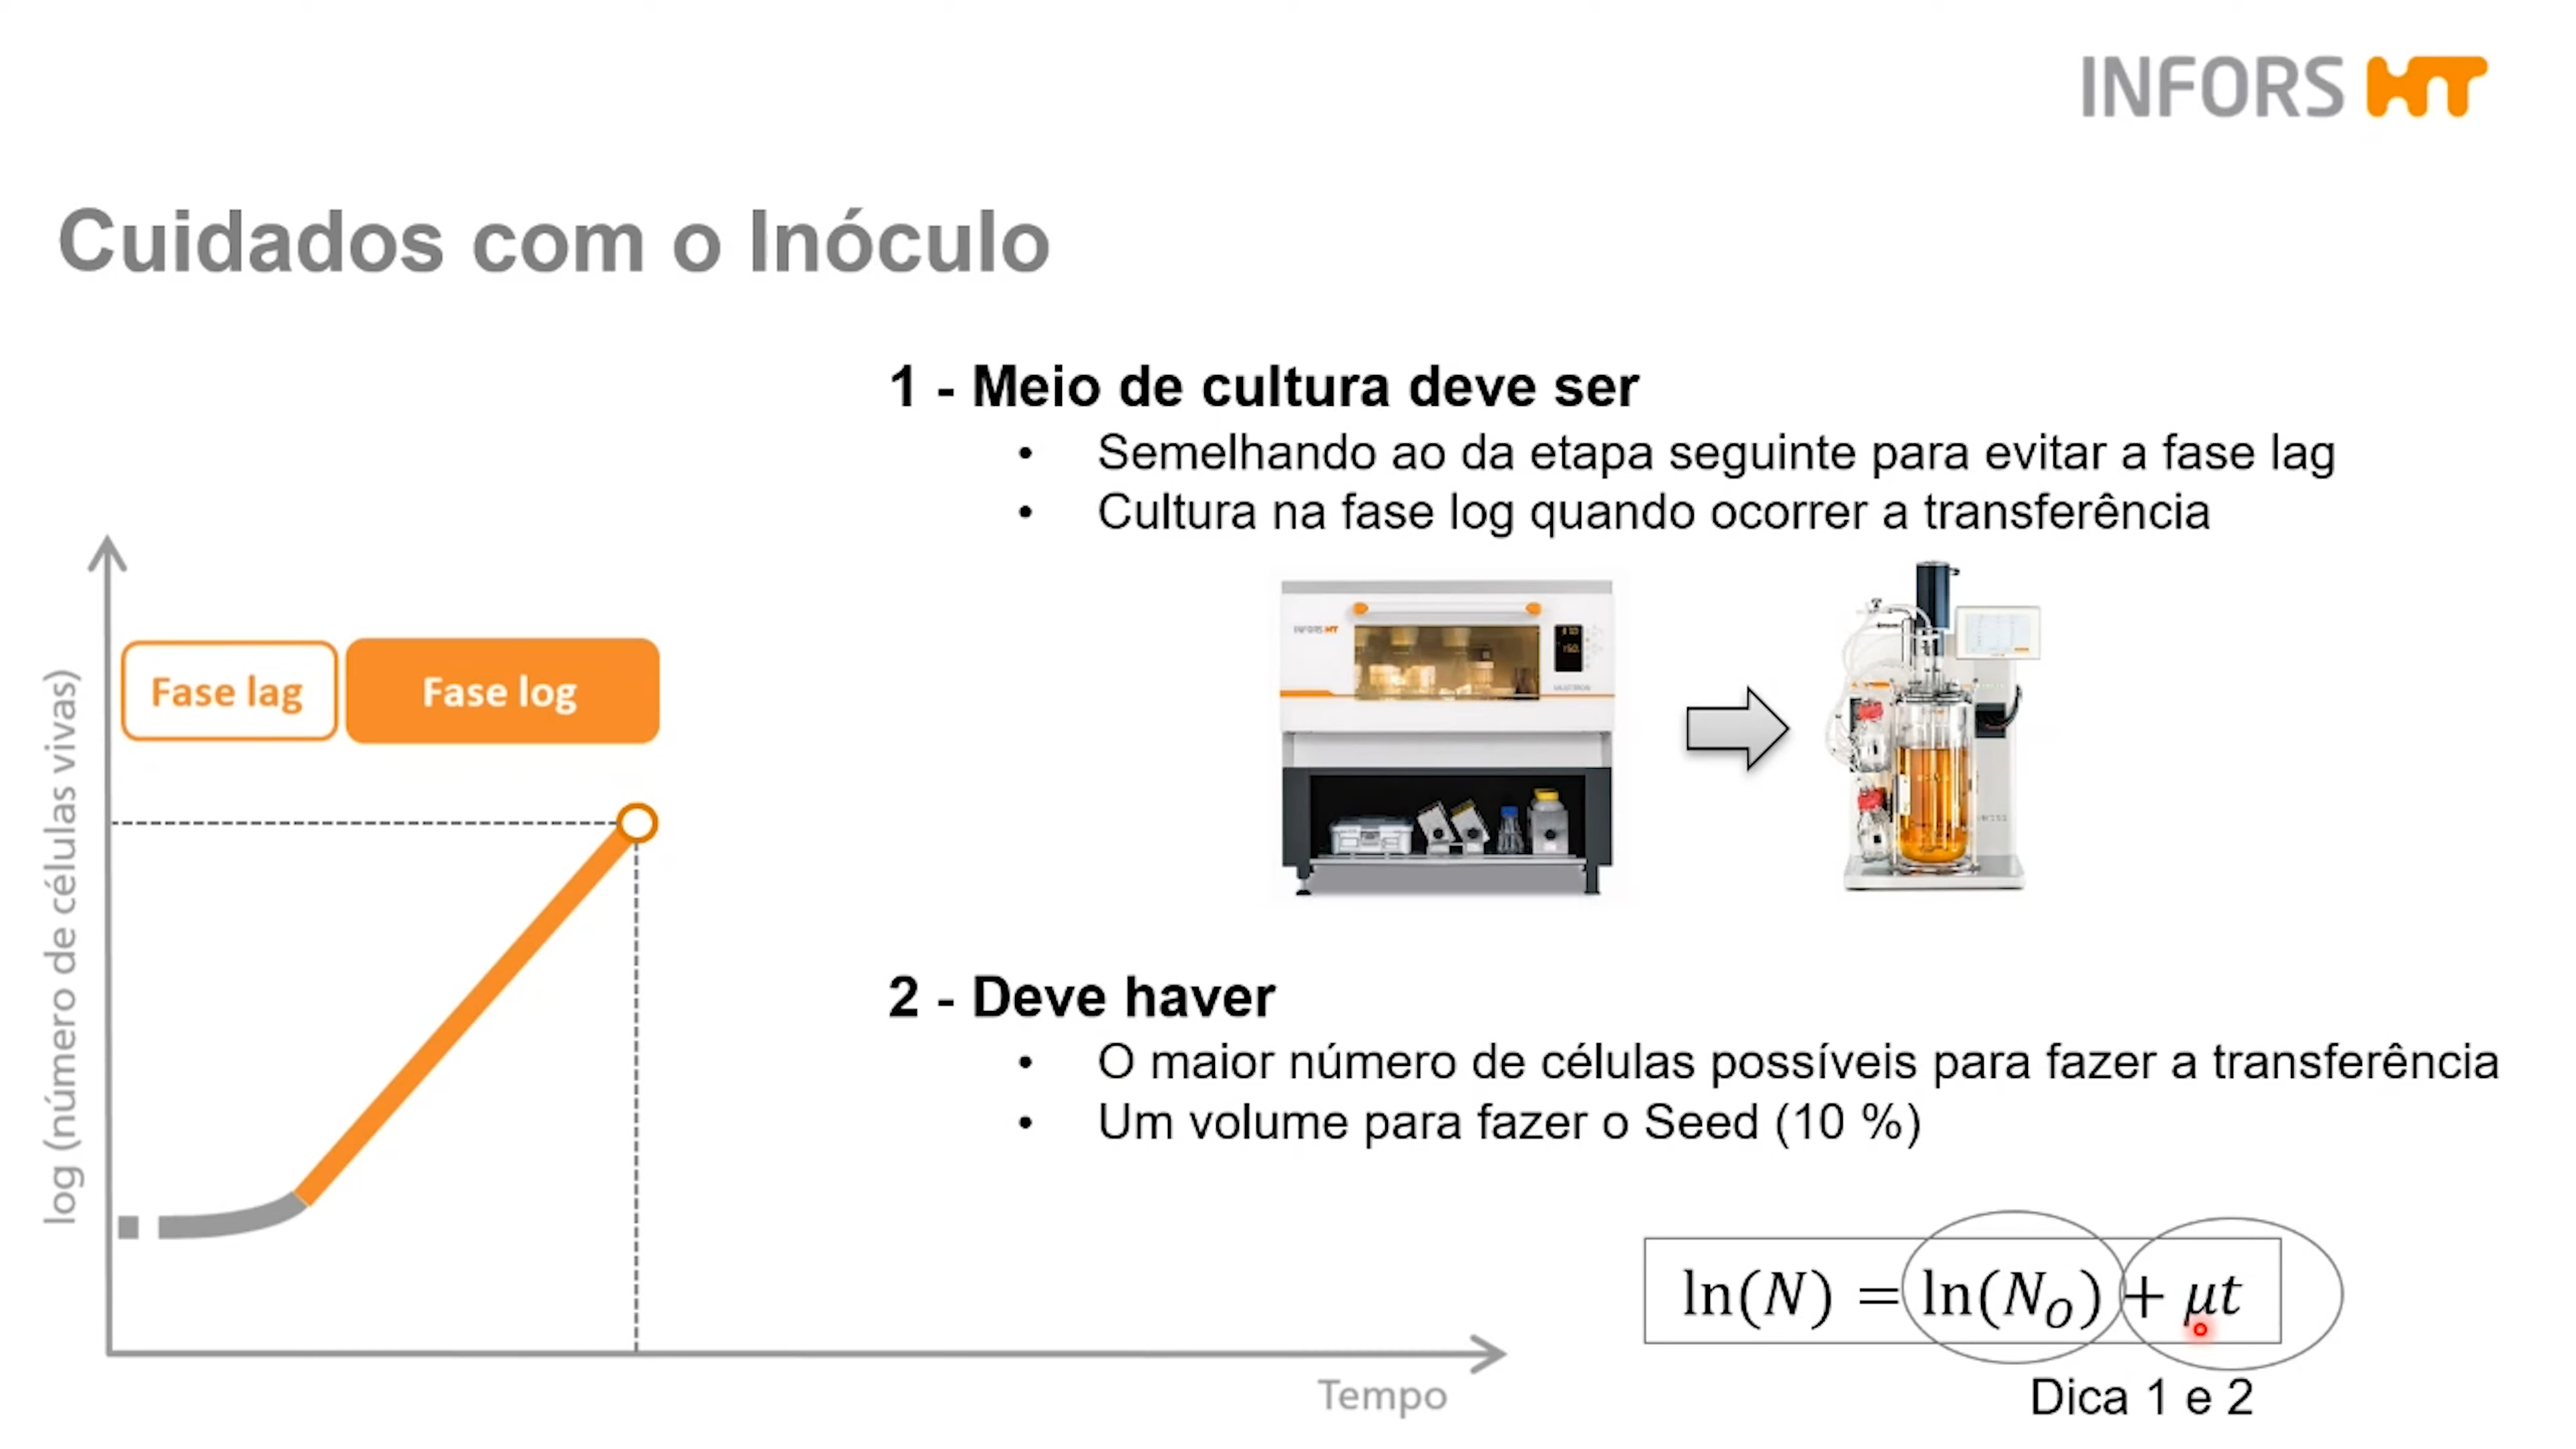 INFORS HT
Cuidados com o Inóculo
1 - Meio de cultura deve ser
• Semelhando ao da etapa seguinte para evitar a fase lag
• Cultura na fase log quando ocorrer a transferência
log (número de células vivas)
Fase lag
Fase log
INFORS HT
2 - Deve haver
• O maior número de células possíveis para fazer a transferência
• Um volume para fazer o Seed (10 %)
ln(N) = ln(N_O) + μt
Tempo
Dica 1 e 2